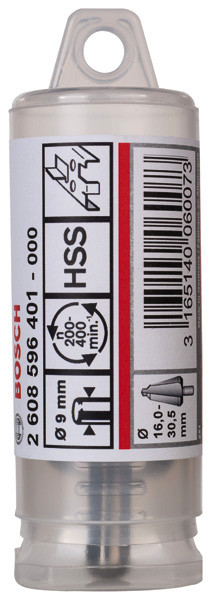 BOSCH
2 608 596 401 - 000
HSS
n
200-
400
min.⁻¹
Ø 9 mm
3 165140 060073
Ø
16,0-
30,5
mm